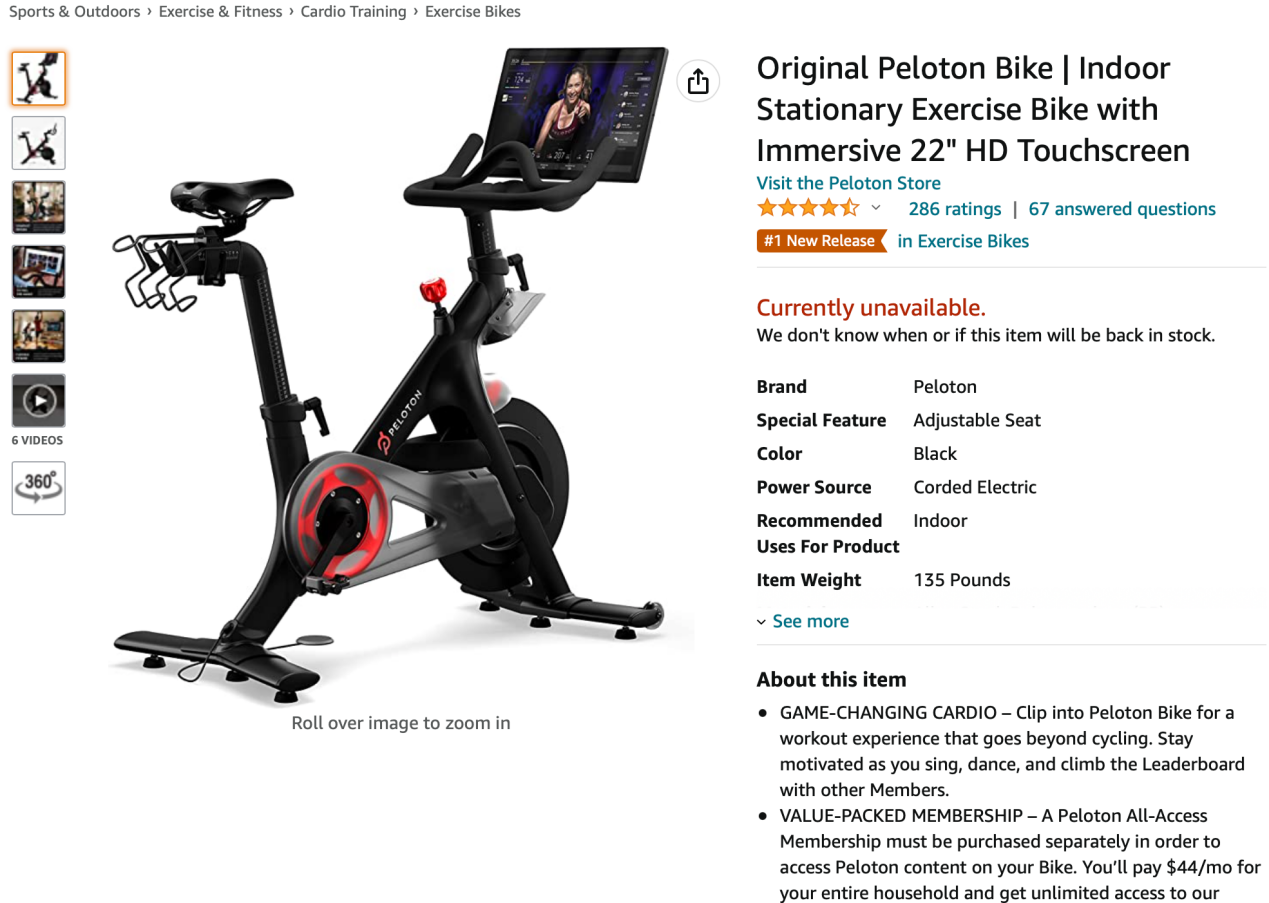 Sports & Outdoors › Exercise & Fitness › Cardio Training › Exercise Bikes
Original Peloton Bike | Indoor
Stationary Exercise Bike with
Immersive 22" HD Touchscreen
Visit the Peloton Store
286 ratings | 67 answered questions
#1 New Release in Exercise Bikes
Currently unavailable.
We don't know when or if this item will be back in stock.
Brand Peloton
Special Feature Adjustable Seat
Color Black
Power Source Corded Electric
Recommended Indoor
Uses For Product
Item Weight 135 Pounds
See more
About this item
● GAME-CHANGING CARDIO – Clip into Peloton Bike for a
workout experience that goes beyond cycling. Stay
motivated as you sing, dance, and climb the Leaderboard
with other Members.
● VALUE-PACKED MEMBERSHIP – A Peloton All-Access
Membership must be purchased separately in order to
access Peloton content on your Bike. You’ll pay $44/mo for
your entire household and get unlimited access to our
6 VIDEOS
360°
PELOTON
124
207
41
Roll over image to zoom in